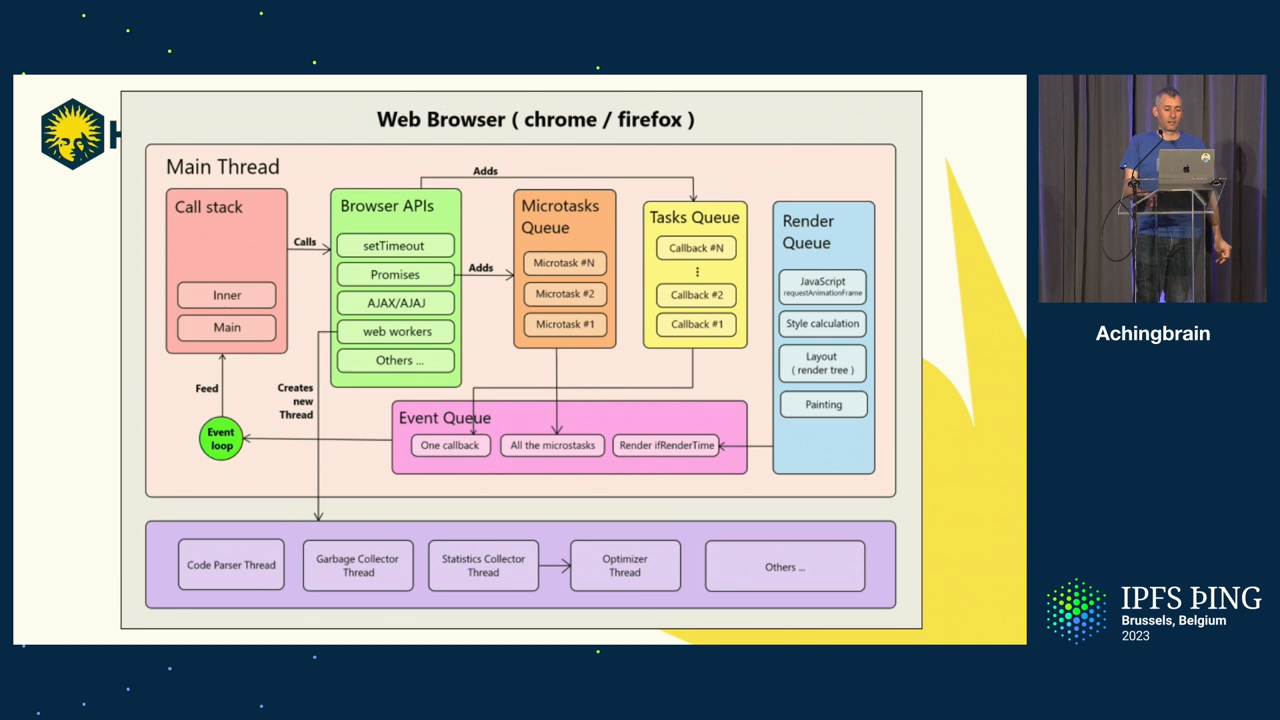 H
Web Browser ( chrome / firefox )
Main Thread
Call stack
Inner
Main
Calls
Browser APIs
setTimeout
Promises
AJAX/AJAJ
web workers
Others ...
Adds
Adds
Microtasks
Queue
Microtask #N
Microtask #2
Microtask #1
Tasks Queue
Callback #N
⋮
Callback #2
Callback #1
Render
Queue
JavaScript
requestAnimationFrame
Style calculation
Layout
( render tree )
Painting
Feed
Creates
new
Thread
Event
loop
Event Queue
One callback
All the microstasks
Render ifRenderTime
Code Parser Thread
Garbage Collector
Thread
Statistics Collector
Thread
Optimizer
Thread
Others ...
Achingbrain
IPFS ÞING
Brussels, Belgium
2023